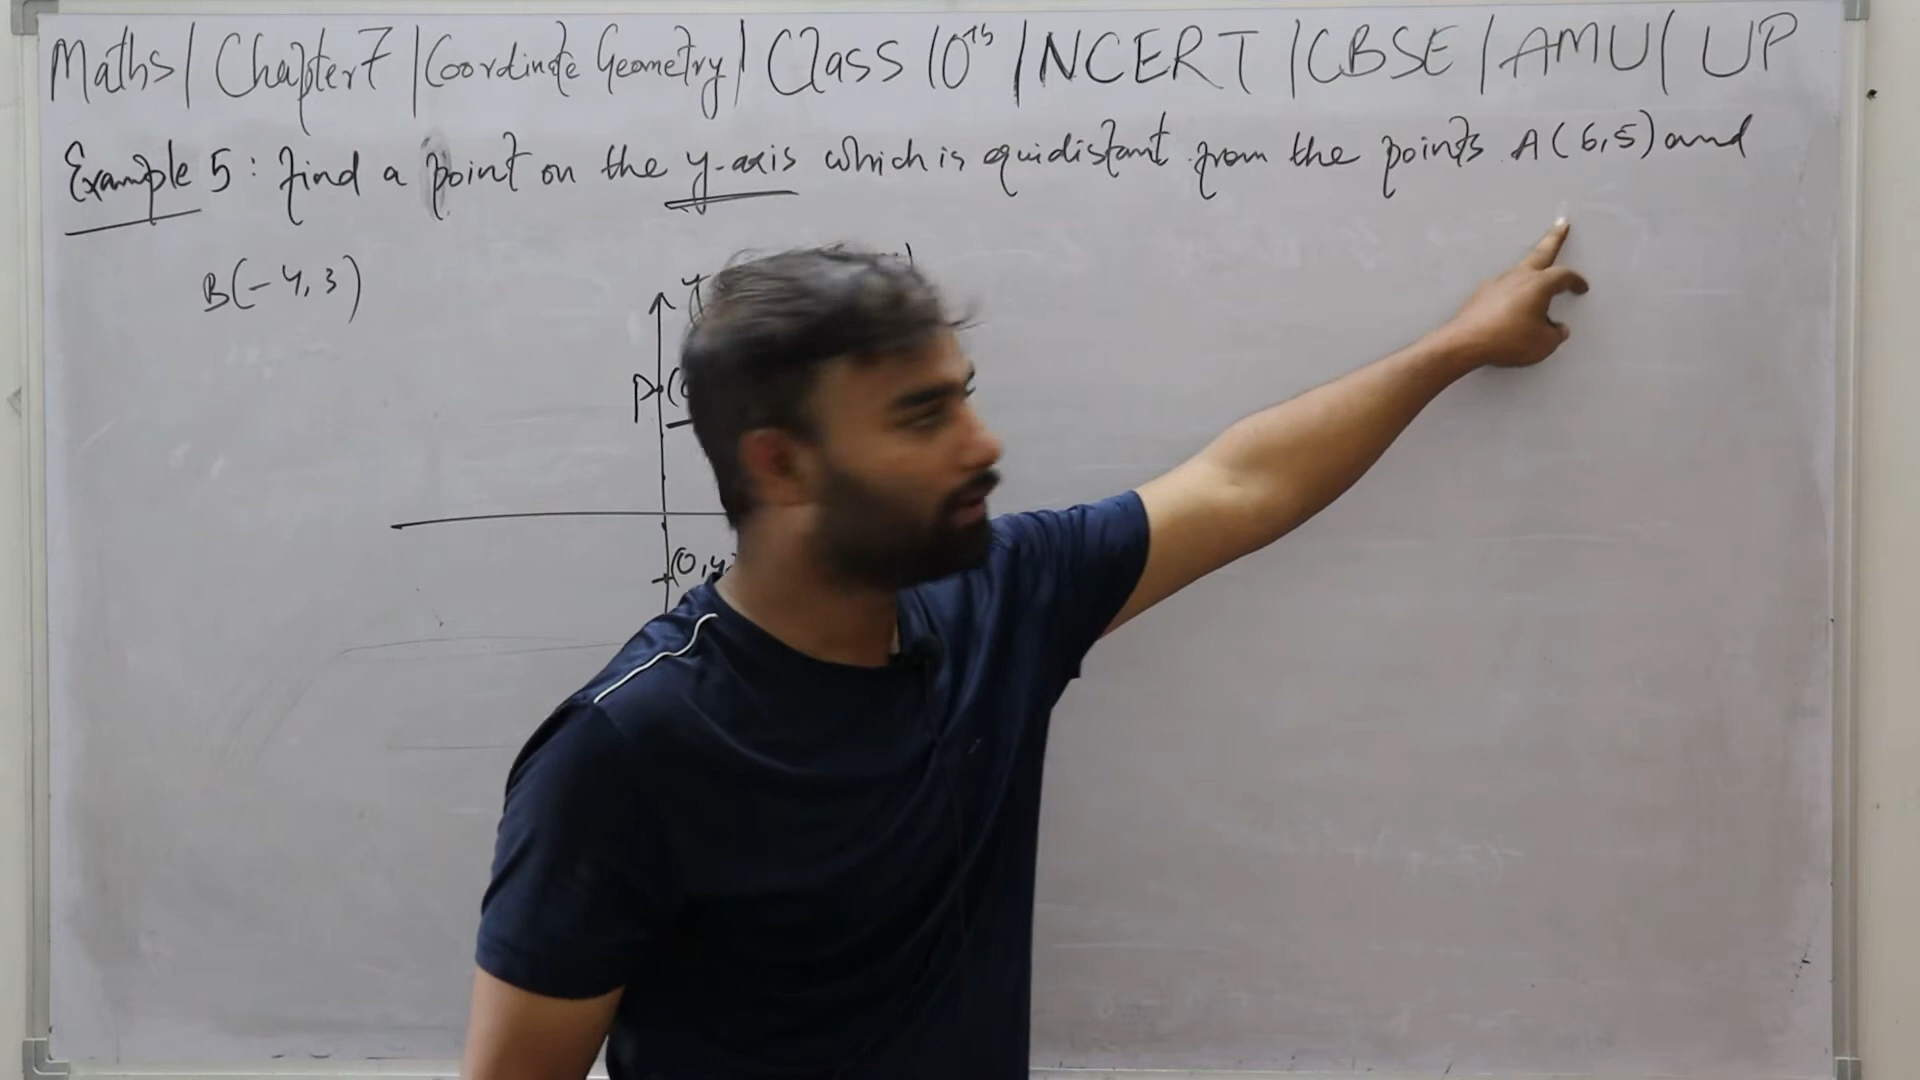 Maths / Chapter 7 / Coordinate Geometry / Class 10th / NCERT / CBSE / AMU / UP
Example 5 : find a point on the y-axis which is equidistant from the points A(6,5) and
B(-4,3)
Y
P
(0,y